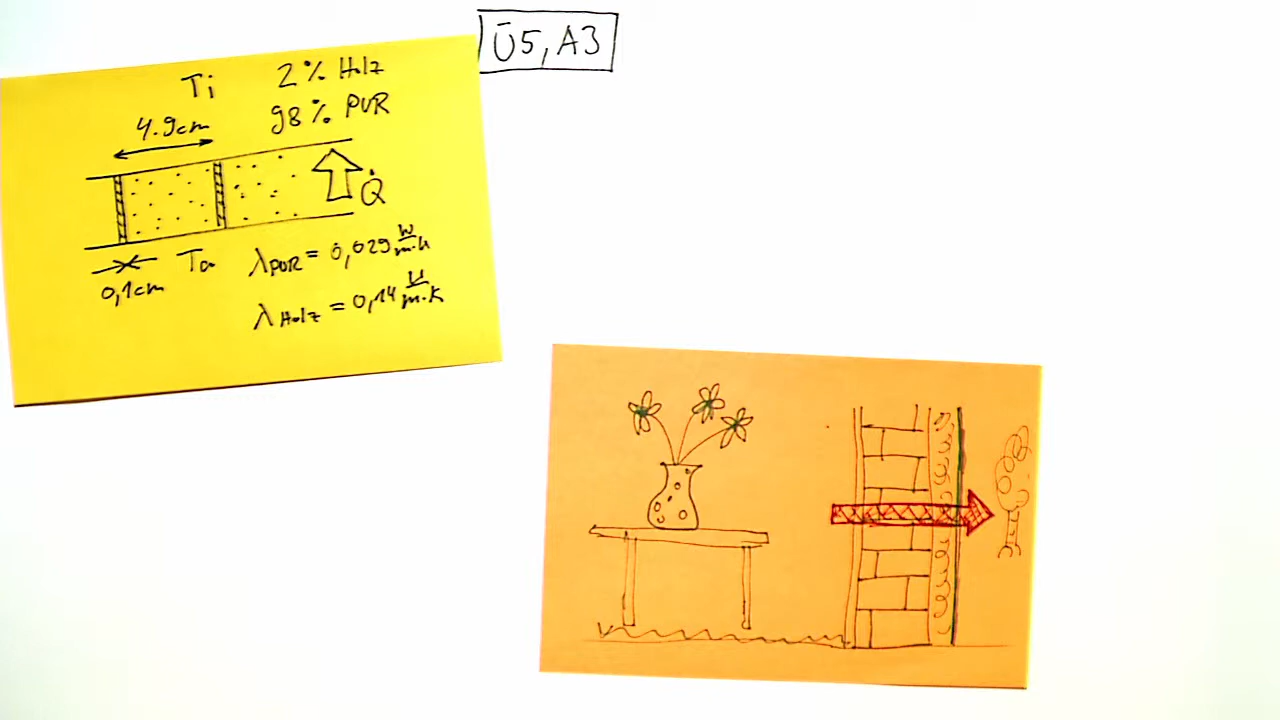 Ü5, A3
Ti
2 % Holz
98 % PUR
4.9cm
Q̇
Ta
0,1cm
λPUR = 0,029 W/m·K
λHolz = 0,14 W/m·K